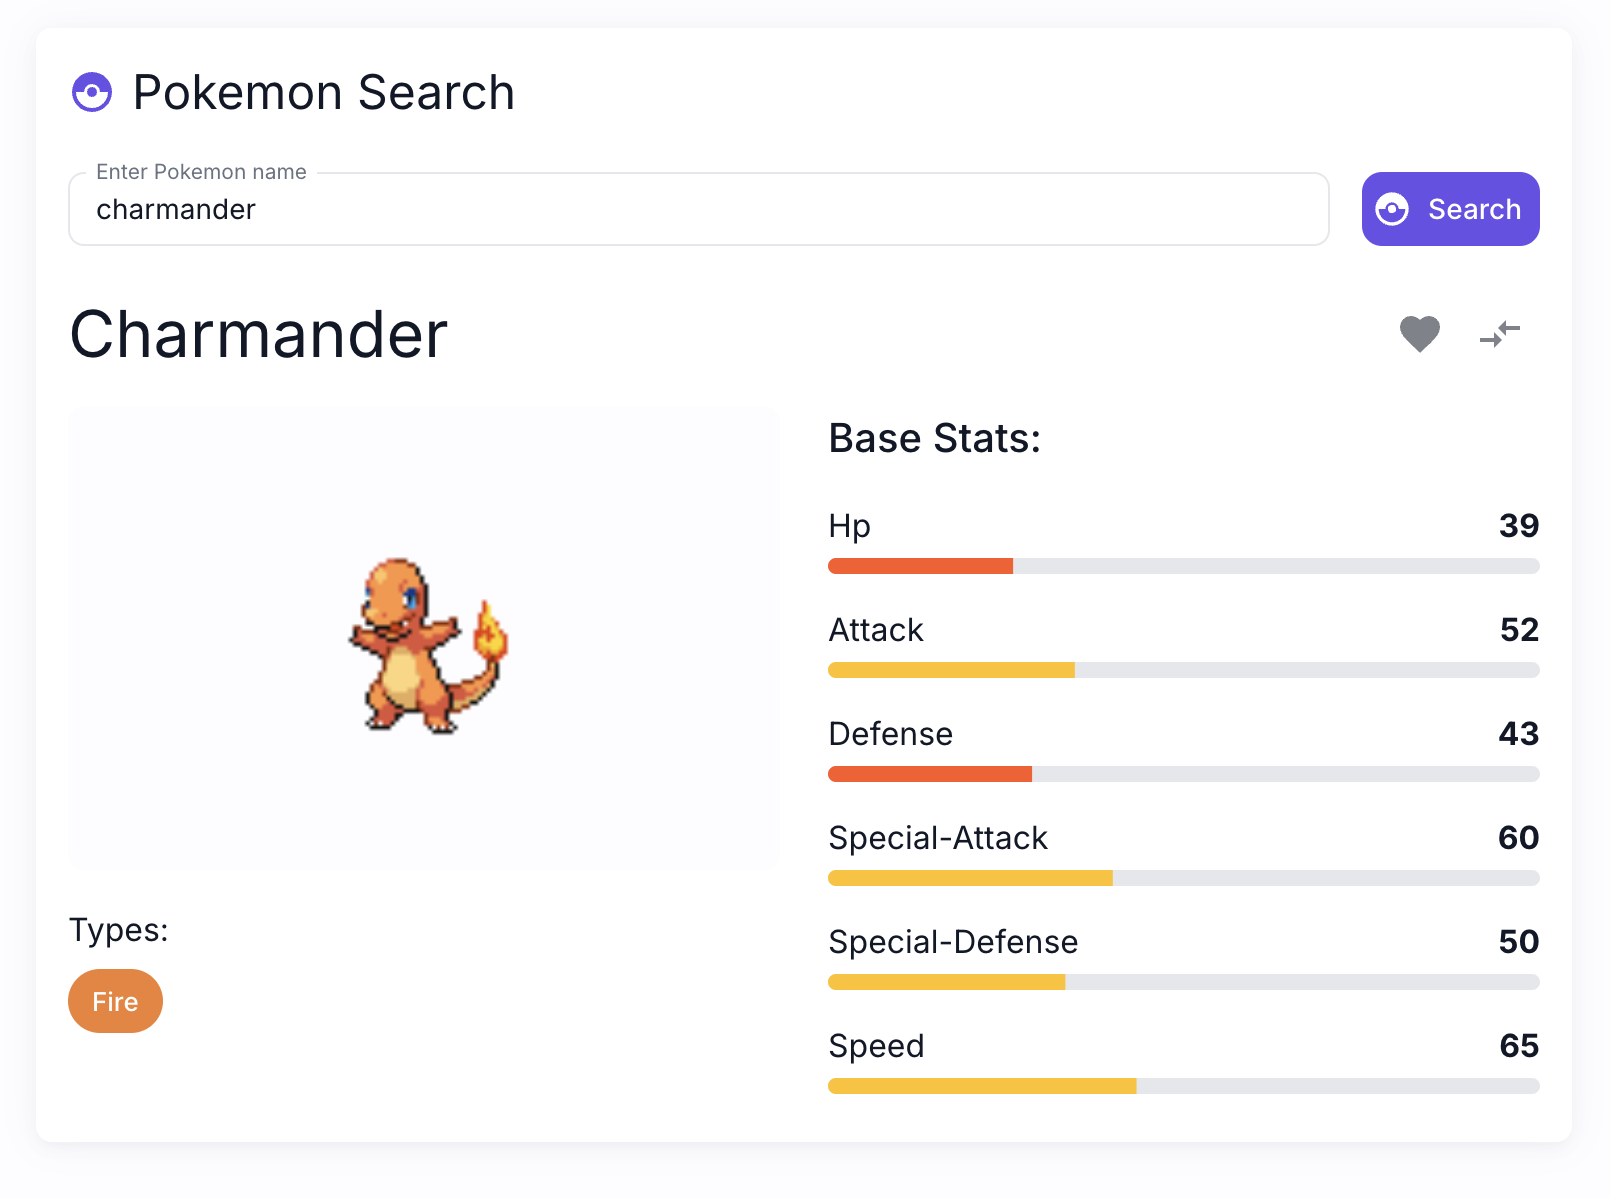 Pokemon Search
Enter Pokemon name
charmander
Search
Charmander
Base Stats:
Hp 39
Attack 52
Defense 43
Special-Attack 60
Special-Defense 50
Speed 65
Types:
Fire